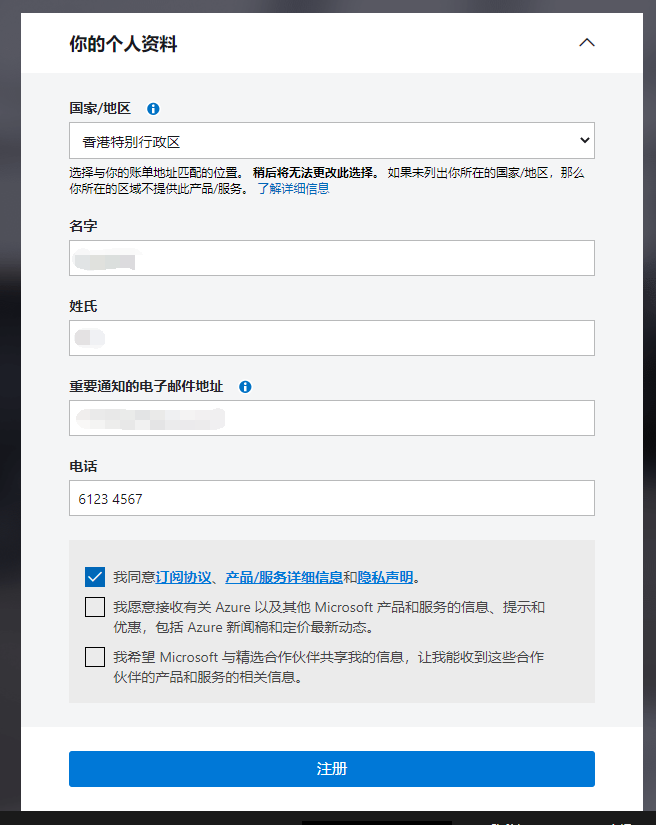 你的个人资料
国家/地区
香港特别行政区
选择与你的账单地址匹配的位置。 稍后将无法更改此选择。 如果未列出你所在的国家/地区，那么
你所在的区域不提供此产品/服务。 了解详细信息
名字
姓氏
重要通知的电子邮件地址
电话
6123 4567
我同意订阅协议、产品/服务详细信息和隐私声明。
我愿意接收有关 Azure 以及其他 Microsoft 产品和服务的信息、提示和
优惠，包括 Azure 新闻稿和定价最新动态。
我希望 Microsoft 与精选合作伙伴共享我的信息，让我能收到这些合作
伙伴的产品和服务的相关信息。
注册